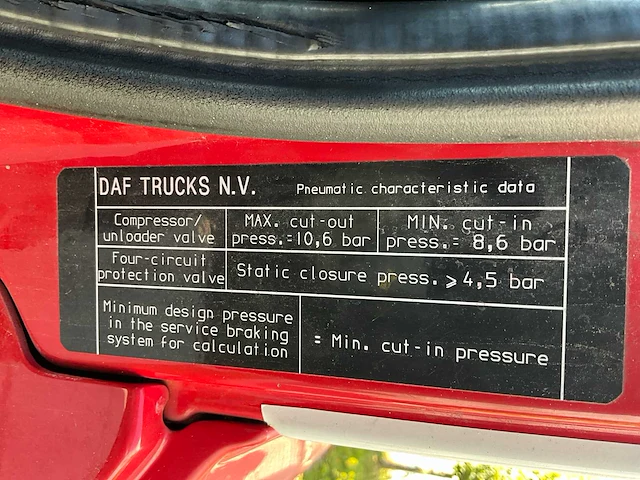 DAF TRUCKS N.V. Pneumatic characteristic data
Compressor/
unloader valve
MAX. cut-out
press.=10,6 bar
MIN. cut-in
press.= 8,6 bar
Four-circuit
protection valve
Static closure press. ⩾ 4,5 bar
Minimum design pressure
in the service braking
system for calculation
= Min. cut-in pressure